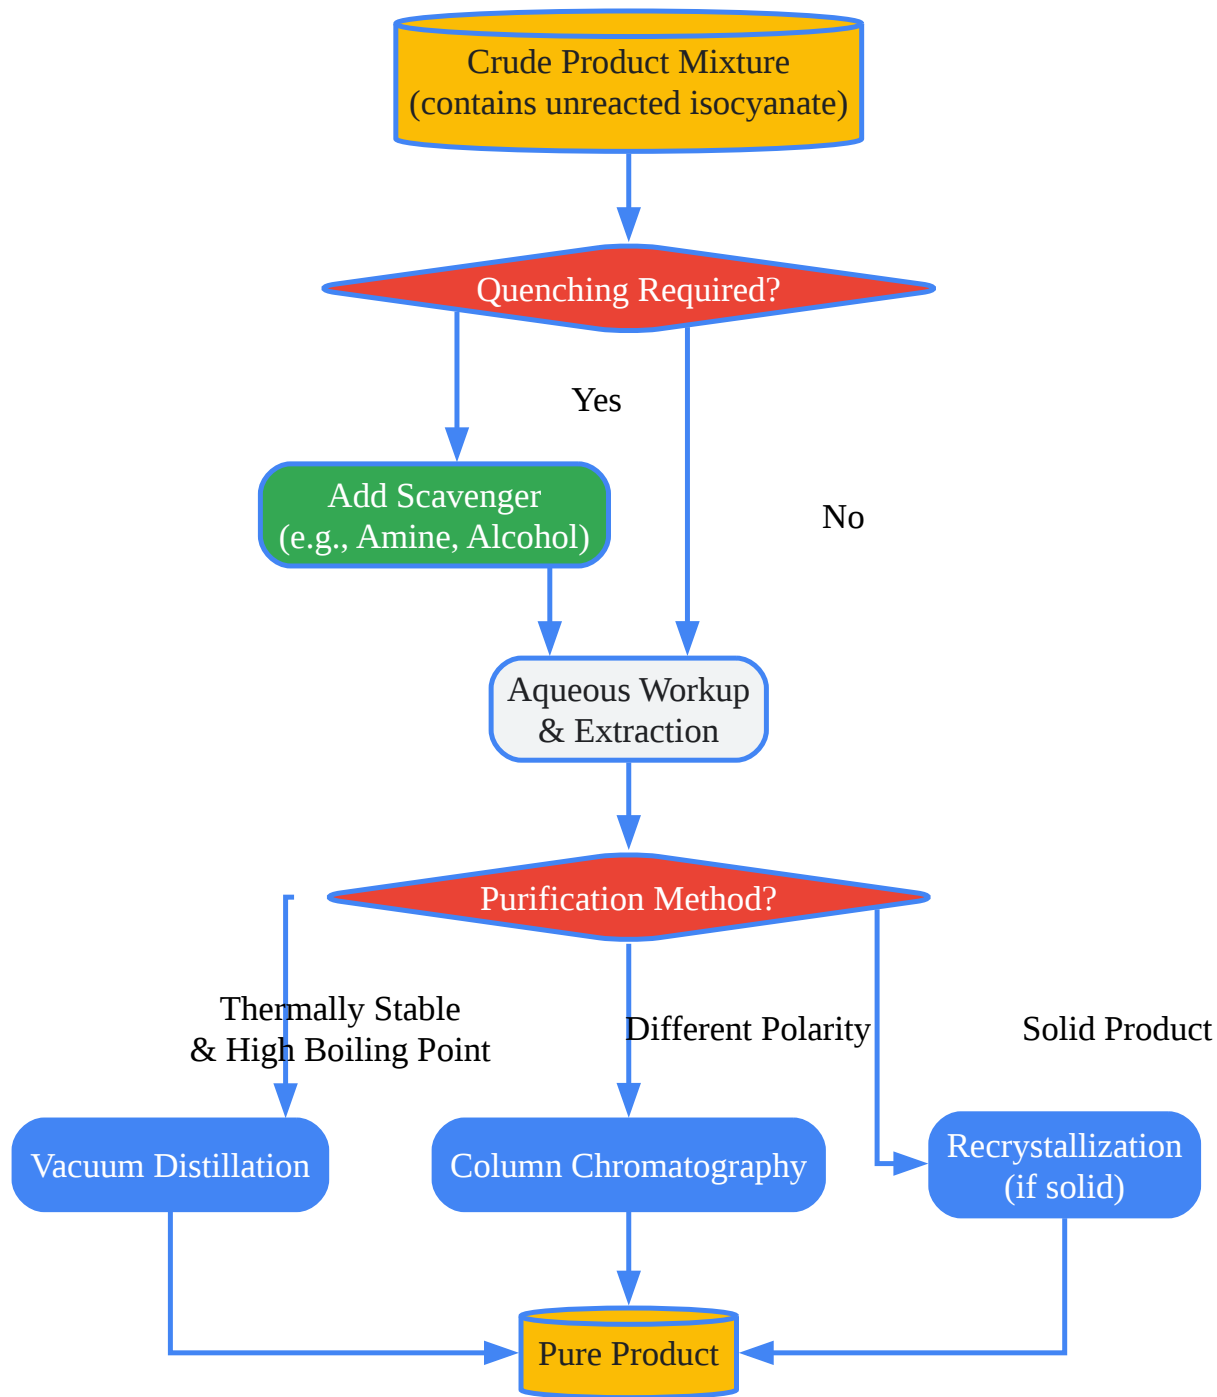 Crude Product Mixture
(contains unreacted isocyanate)
Quenching Required?
Yes
Add Scavenger
(e.g., Amine, Alcohol)
No
Aqueous Workup
& Extraction
Purification Method?
Thermally Stable
& High Boiling Point
Different Polarity
Solid Product
Vacuum Distillation
Column Chromatography
Recrystallization
(if solid)
Pure Product